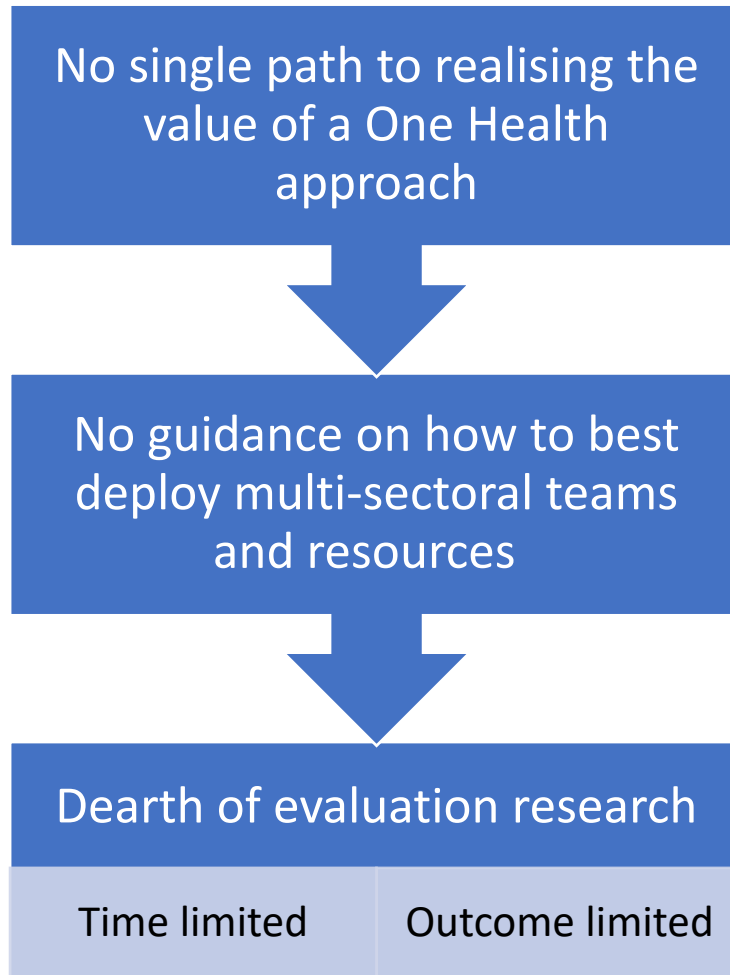 No single path to realising the
value of a One Health
approach
No guidance on how to best
deploy multi-sectoral teams
and resources
Dearth of evaluation research
Time limited
Outcome limited